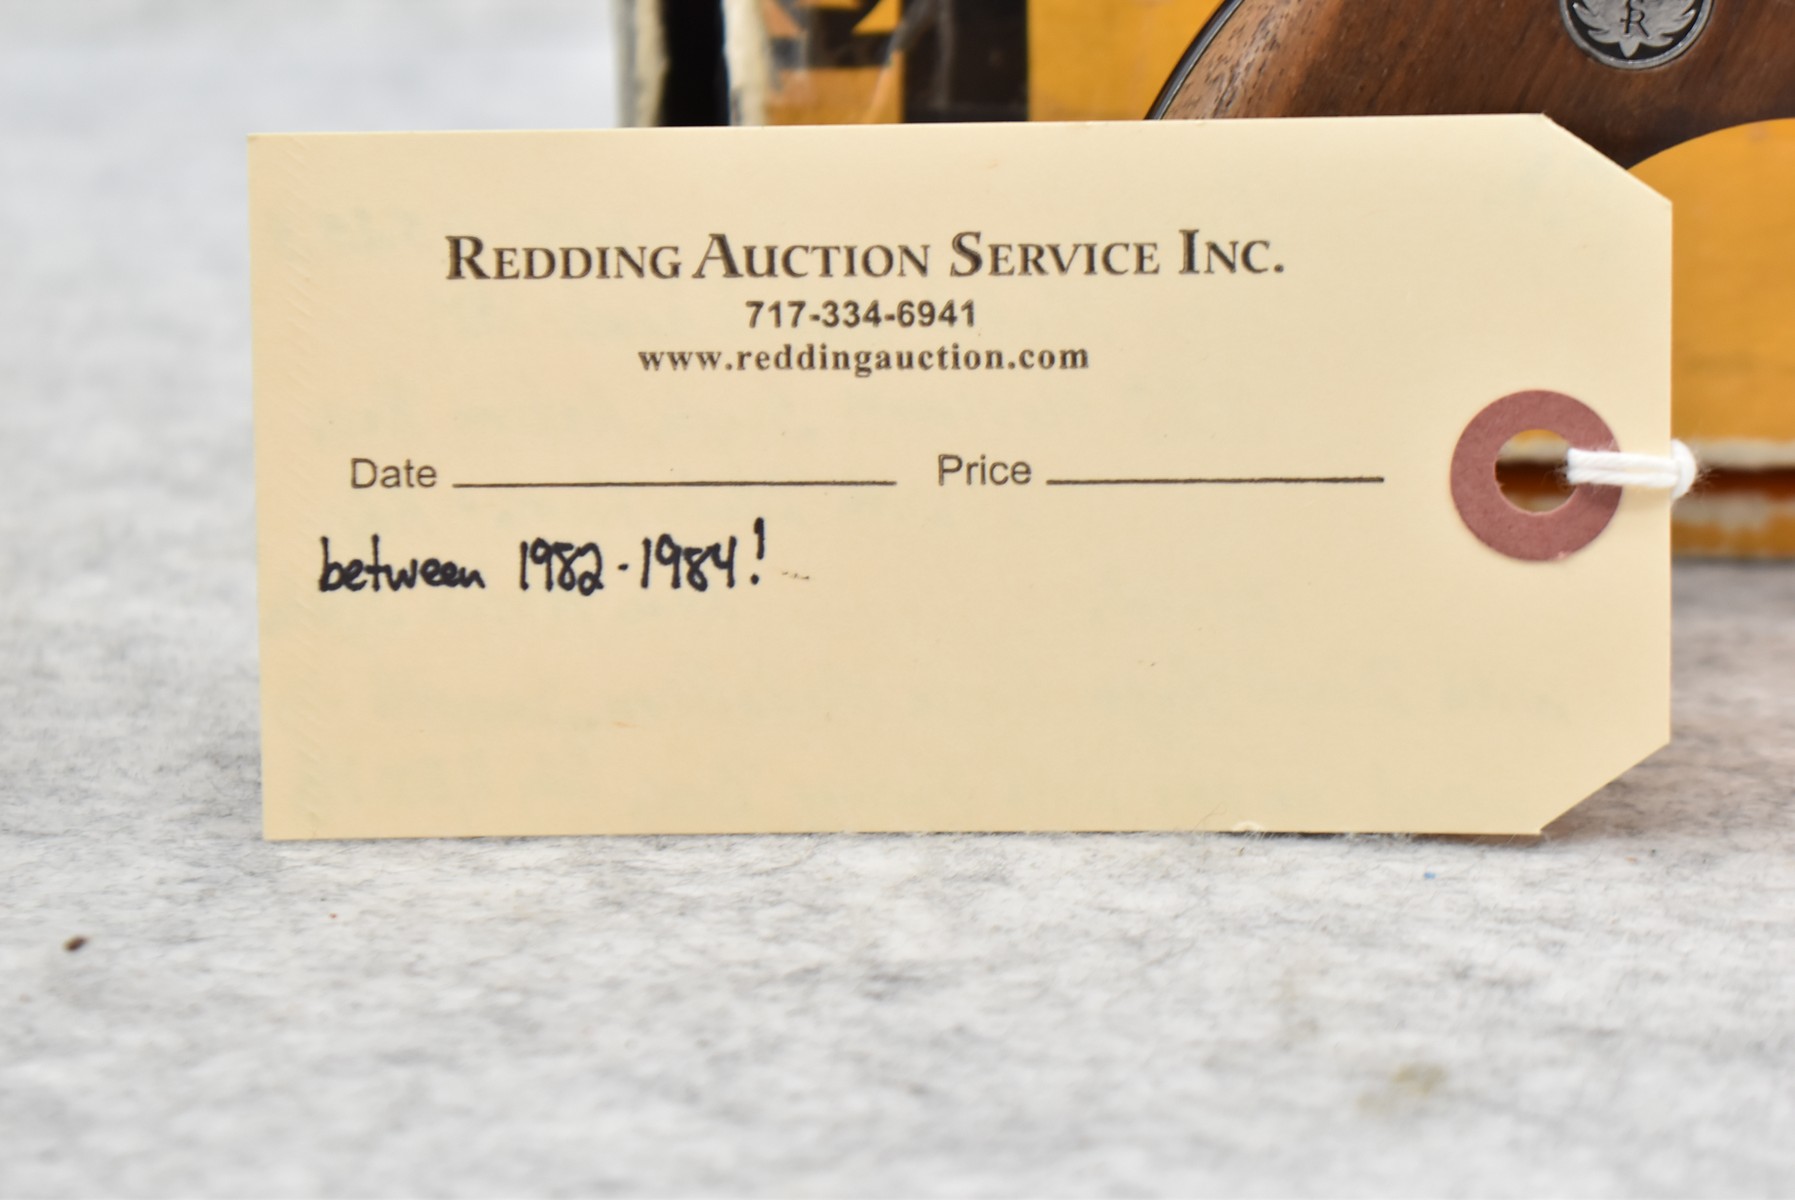 REDDING AUCTION SERVICE INC.
717-334-6941
www.reddingauction.com
Date Price
between 1982-1984!